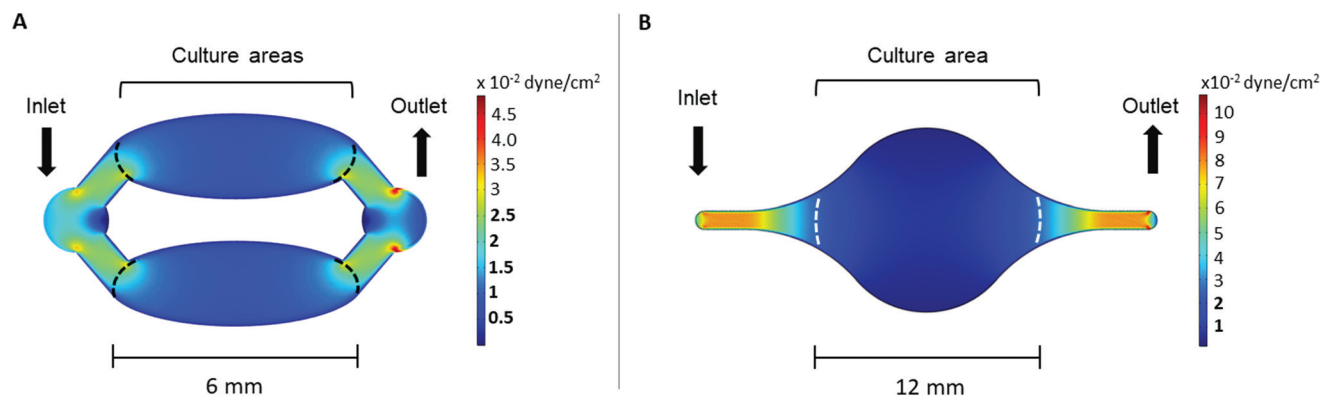 A
Culture areas
Inlet
Outlet
x 10-2 dyne/cm2
4.5
4.0
3.5
3
2.5
2
1.5
1
0.5
6 mm
B
Culture area
Inlet
Outlet
x10-2 dyne/cm2
10
9
8
7
6
5
4
3
2
1
12 mm